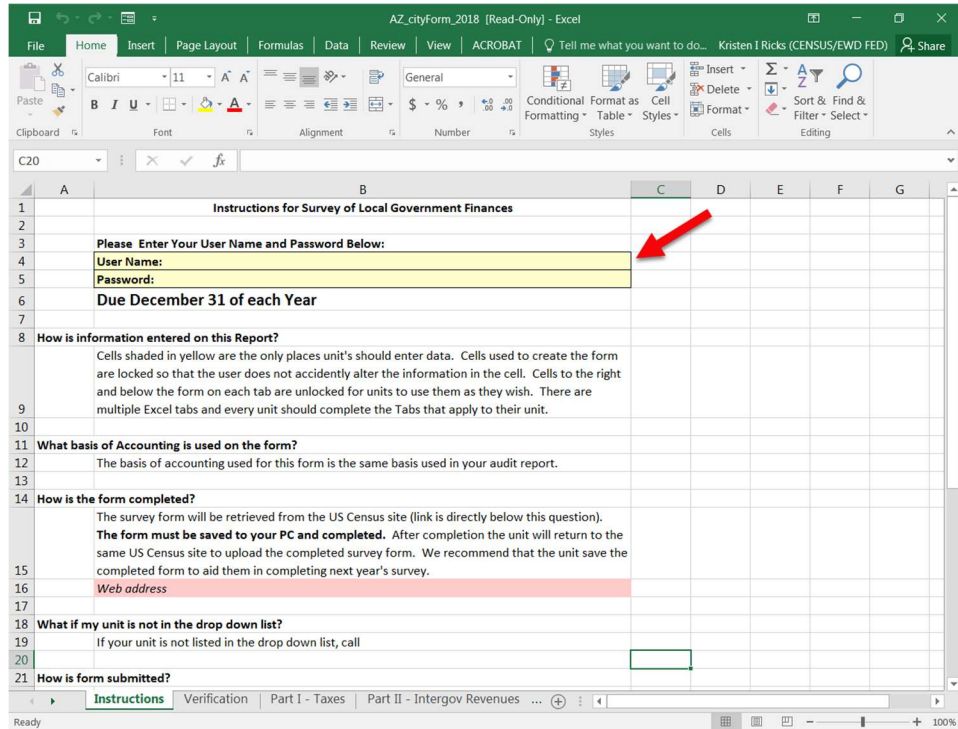 AZ_cityForm_2018 [Read-Only] - Excel
File Home Insert Page Layout Formulas Data Review View ACROBAT Tell me what you want to do... Kristen I Ricks (CENSUS/EWD FED) Share
Paste
Calibri 11 A A
B I U A
General
$ % , .00 .0
Conditional Formatting Format as Table Cell Styles
Insert
Delete
Format
Sort & Filter Find & Select
Clipboard Font Alignment Number Styles Cells Editing
C20 fx
A B C D E F G
1 Instructions for Survey of Local Government Finances
2
3 Please Enter Your User Name and Password Below:
4 User Name:
5 Password:
6 Due December 31 of each Year
7
8 How is information entered on this Report?
Cells shaded in yellow are the only places unit's should enter data. Cells used to create the form
are locked so that the user does not accidently alter the information in the cell. Cells to the right
and below the form on each tab are unlocked for units to use them as they wish. There are
9 multiple Excel tabs and every unit should complete the Tabs that apply to their unit.
10
11 What basis of Accounting is used on the form?
12 The basis of accounting used for this form is the same basis used in your audit report.
13
14 How is the form completed?
The survey form will be retrieved from the US Census site (link is directly below this question).
The form must be saved to your PC and completed. After completion the unit will return to the
same US Census site to upload the completed survey form. We recommend that the unit save the
15 completed form to aid them in completing next year's survey.
16 Web address
17
18 What if my unit is not in the drop down list?
19 If your unit is not listed in the drop down list, call
20
21 How is form submitted?
Instructions Verification Part I - Taxes Part II - Intergov Revenues ...
Ready 100%